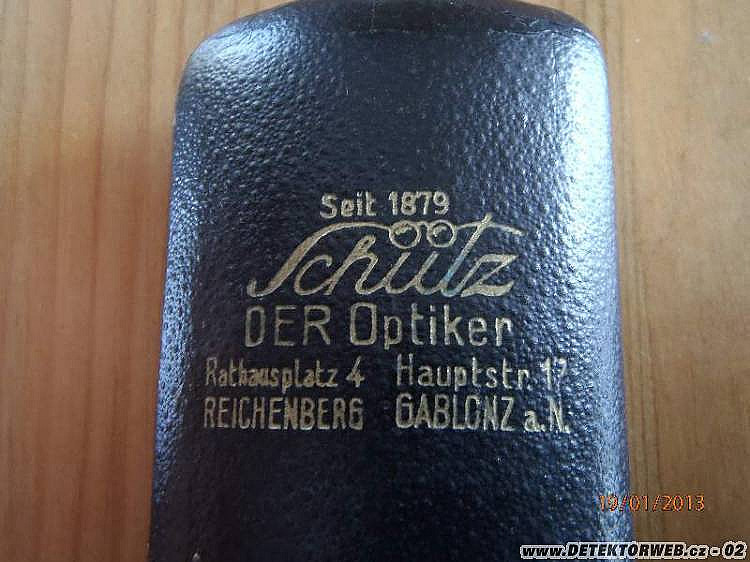 Seit 1879
Schütz
DER Optiker
Rathausplatz 4 Hauptstr. 17
REICHENBERG GABLONZ a.N.
19/01/2013
www.DETEKTORWEB.cz - 02